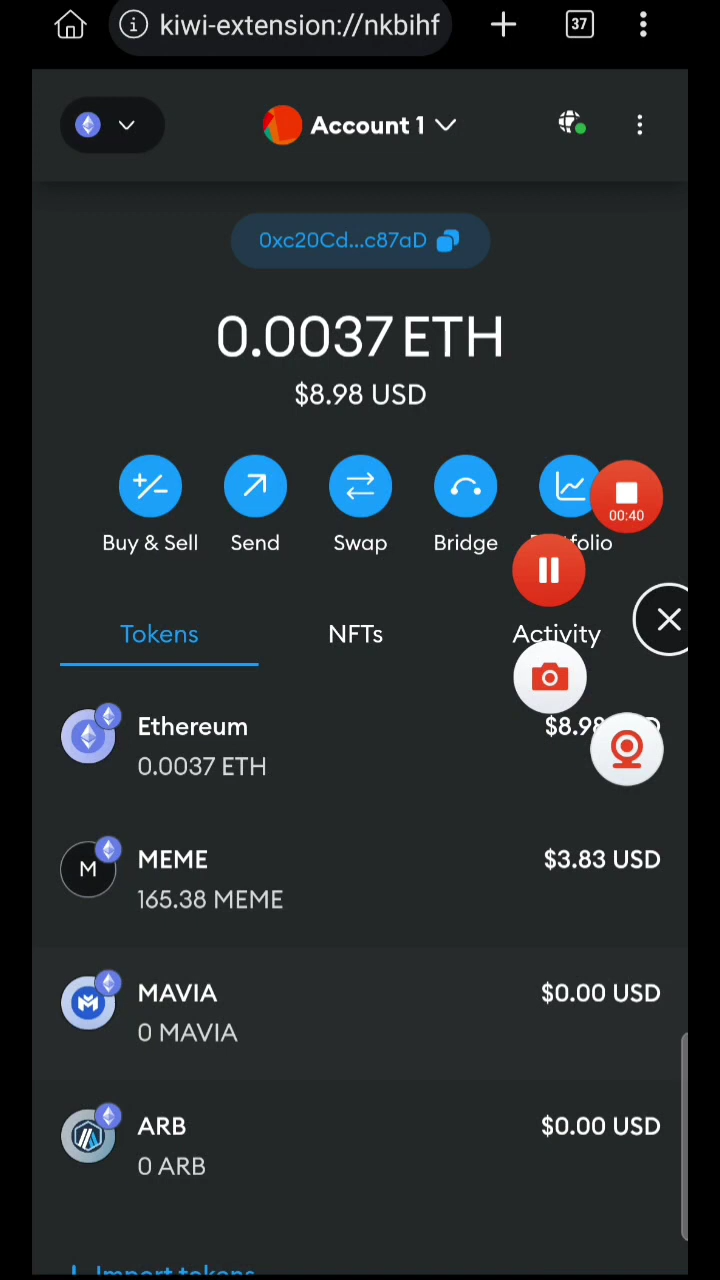 kiwi-extension://nkbihf
37
Account 1
0xc20Cd...c87aD
0.0037 ETH
$8.98 USD
00:40
Buy & Sell
Send
Swap
Bridge
Tokens
NFTs
Activity
Ethereum
0.0037 ETH
MEME
$3.83 USD
M
165.38 MEME
MAVIA
$0.00 USD
0 MAVIA
ARB
$0.00 USD
0 ARB
Import tokens